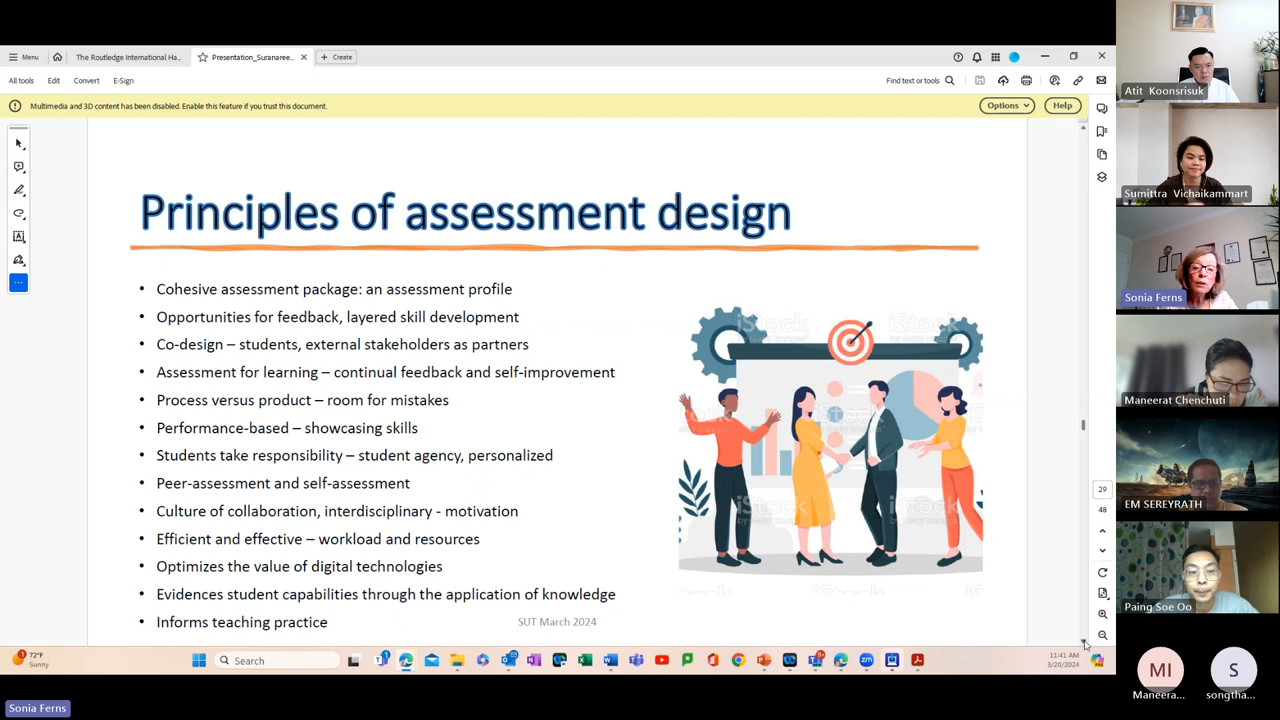 Menu
The Routledge International Ha...
Presentation_Suranaree...
Create
All tools
Edit
Convert
E-Sign
Find text or tools
Multimedia and 3D content has been disabled. Enable this feature if you trust this document.
Options
Help
Principles of assessment design
• Cohesive assessment package: an assessment profile
• Opportunities for feedback, layered skill development
• Co-design – students, external stakeholders as partners
• Assessment for learning – continual feedback and self-improvement
• Process versus product – room for mistakes
• Performance-based – showcasing skills
• Students take responsibility – student agency, personalized
• Peer-assessment and self-assessment
• Culture of collaboration, interdisciplinary - motivation
• Efficient and effective – workload and resources
• Optimizes the value of digital technologies
• Evidences student capabilities through the application of knowledge
• Informs teaching practice
SUT March 2024
iStock
iStock
iStock
iStock
iStock
29
48
72°F
Sunny
Search
11:41 AM
3/20/2024
Sonia Ferns
Atit Koonsrisuk
Sumittra Vichaikammart
Sonia Ferns
Maneerat Chenchuti
EM SEREYRATH
Paing Soe Oo
MI
Maneera...
S
songtha...